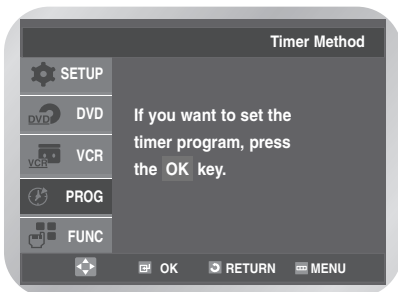 Timer Method
SETUP
DVD DVD
VCR VCR
PROG
FUNC
If you want to set the
timer program, press
the OK key.
OK RETURN MENU